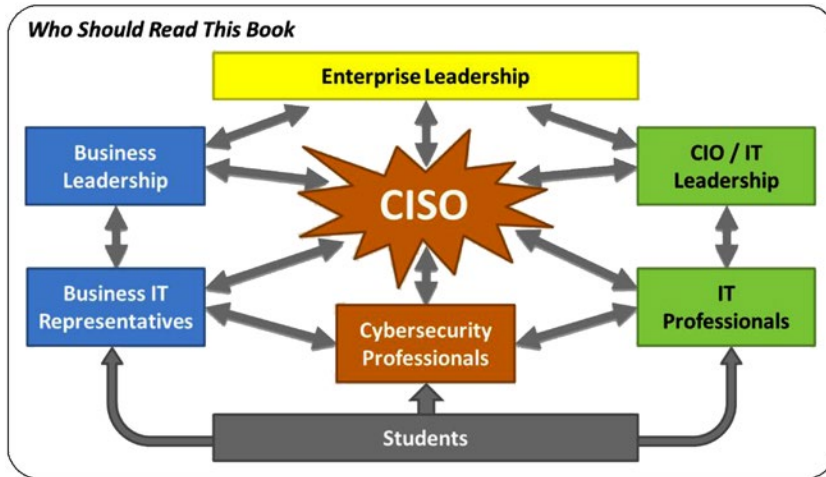 Who Should Read This Book
Enterprise Leadership
Business
Leadership
CIO / IT
Leadership
CISO
Business IT
Representatives
Cybersecurity
Professionals
IT
Professionals
Students